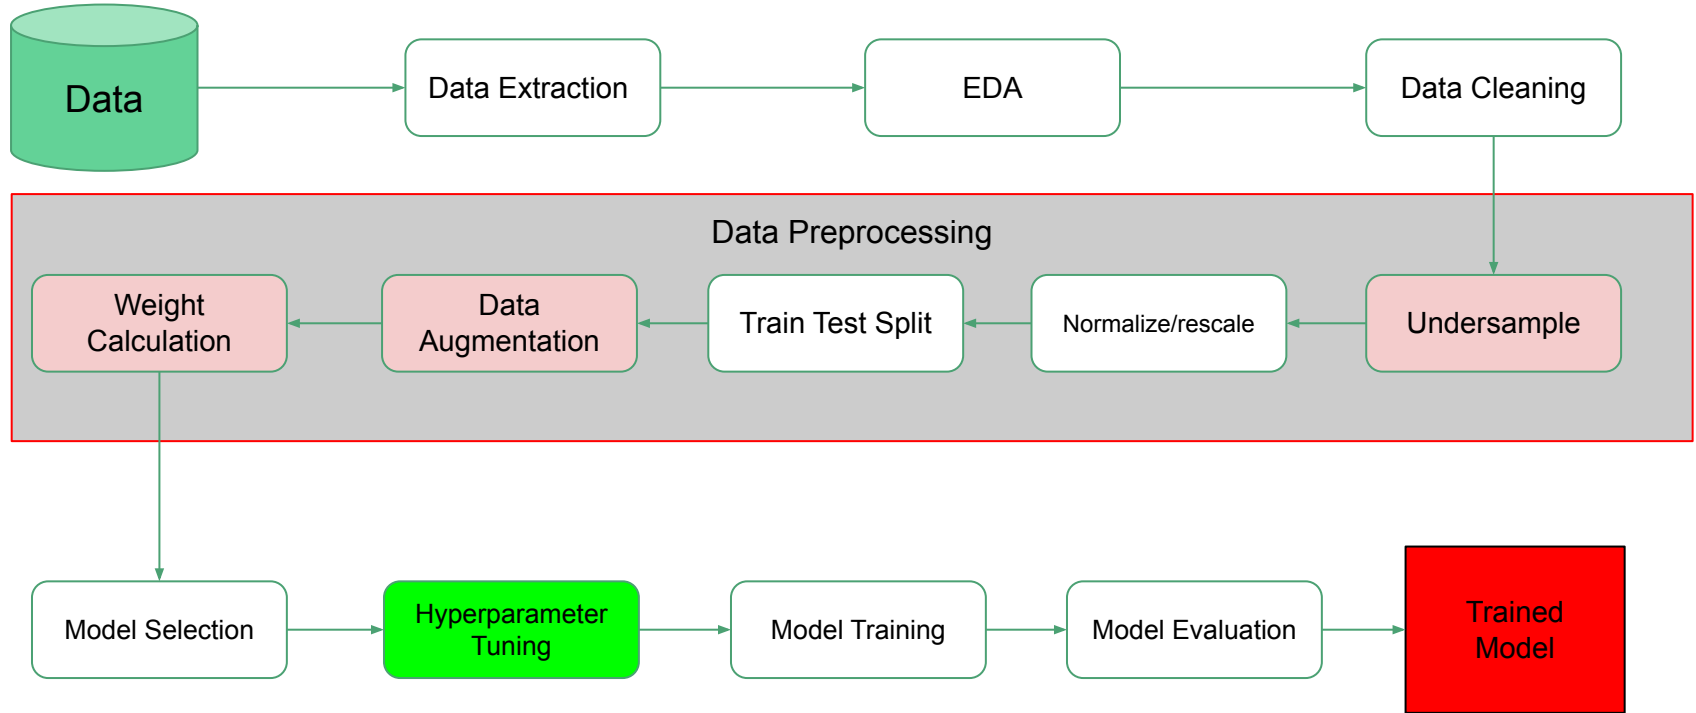 Data
Data Extraction
EDA
Data Cleaning
Data Preprocessing
Weight
Calculation
Data
Augmentation
Train Test Split
Normalize/rescale
Undersample
Model Selection
Hyperparameter
Tuning
Model Training
Model Evaluation
Trained
Model